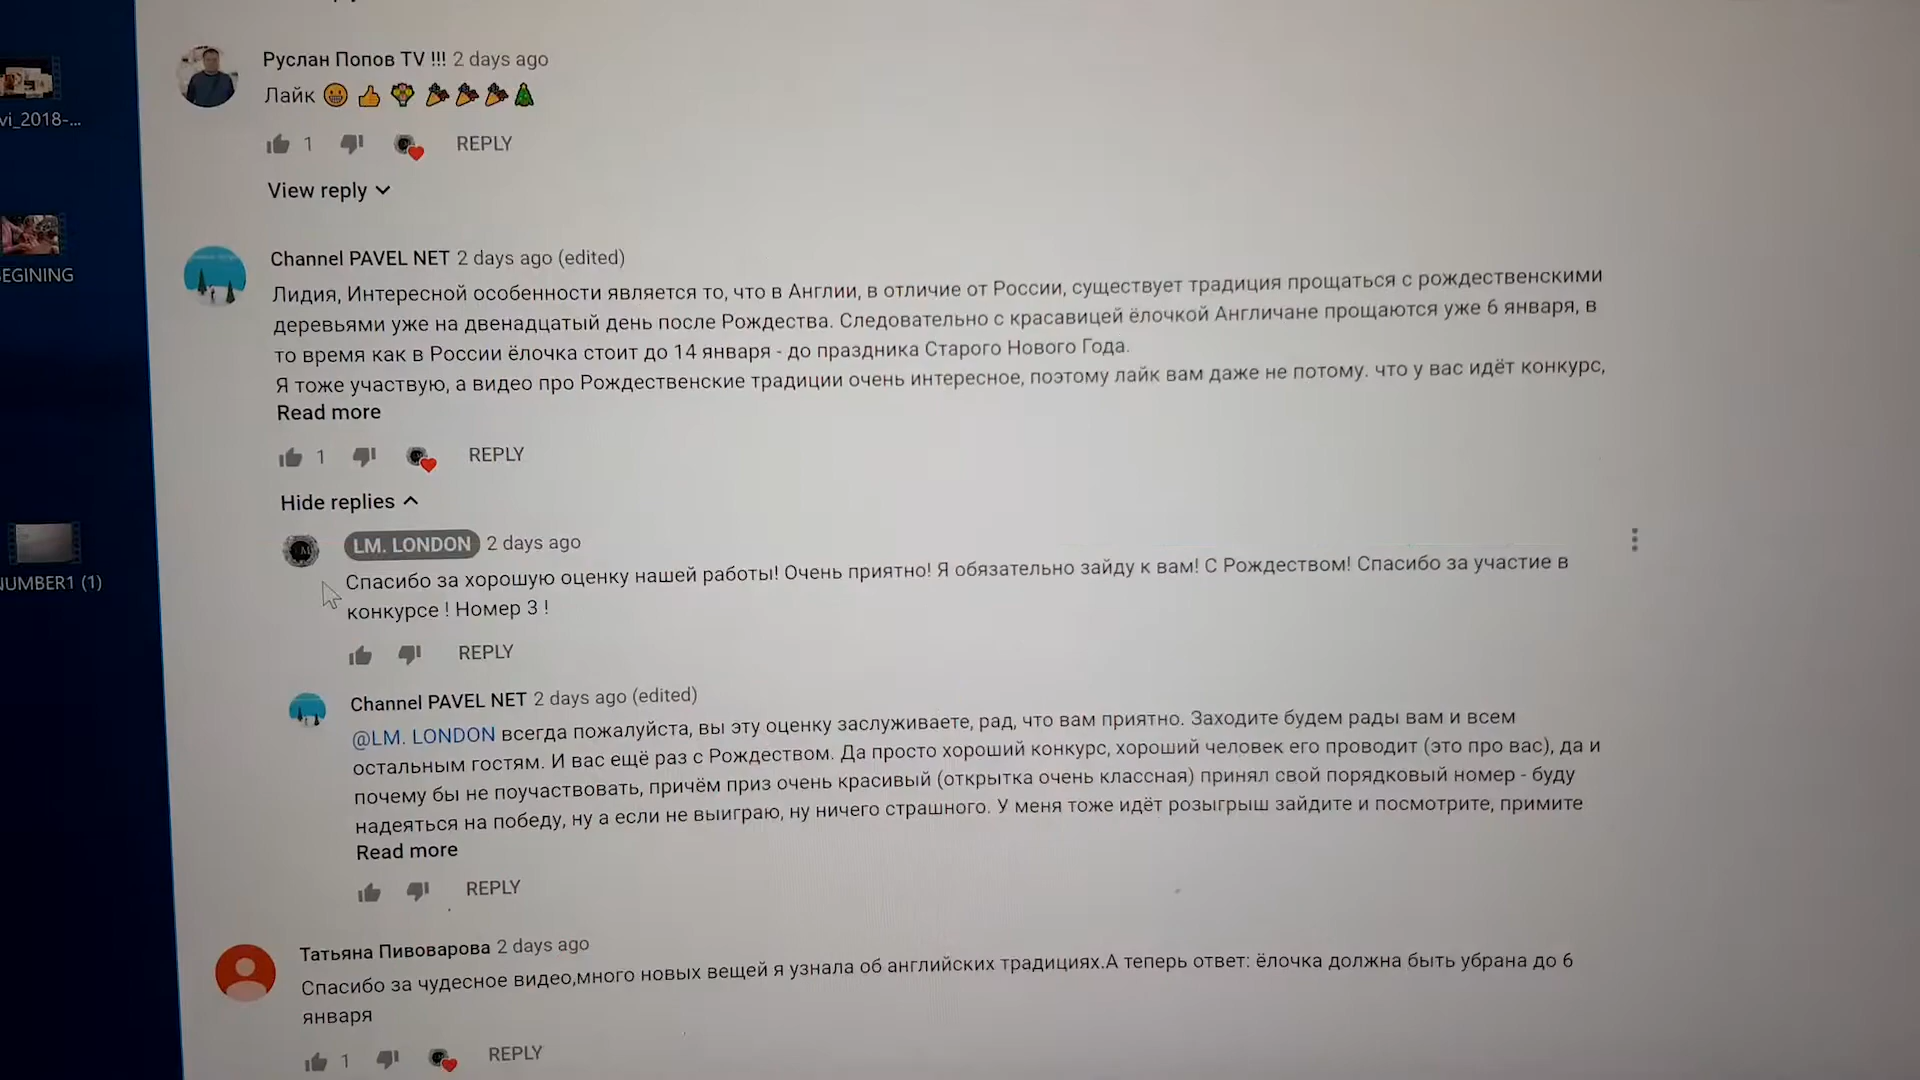 vi_2018-...
EGINING
NUMBER1 (1)
Руслан Попов TV !!! 2 days ago
Лайк 😀 👍 💐 🎉 🎉 🎉 🎄
1 REPLY
View reply
Channel PAVEL NET 2 days ago (edited)
Лидия, Интересной особенности является то, что в Англии, в отличие от России, существует традиция прощаться с рождественскими
деревьями уже на двенадцатый день после Рождества. Следовательно с красавицей ёлочкой Англичане прощаются уже 6 января, в
то время как в России ёлочка стоит до 14 января - до праздника Старого Нового Года.
Я тоже участвую, а видео про Рождественские традиции очень интересное, поэтому лайк вам даже не потому. что у вас идёт конкурс,
Read more
1 REPLY
Hide replies
LM. LONDON 2 days ago
Спасибо за хорошую оценку нашей работы! Очень приятно! Я обязательно зайду к вам! С Рождеством! Спасибо за участие в
конкурсе ! Номер 3 !
REPLY
Channel PAVEL NET 2 days ago (edited)
@LM. LONDON всегда пожалуйста, вы эту оценку заслуживаете, рад, что вам приятно. Заходите будем рады вам и всем
остальным гостям. И вас ещё раз с Рождеством. Да просто хороший конкурс, хороший человек его проводит (это про вас), да и
почему бы не поучаствовать, причём приз очень красивый (открытка очень классная) принял свой порядковый номер - буду
надеяться на победу, ну а если не выиграю, ну ничего страшного. У меня тоже идёт розыгрыш зайдите и посмотрите, примите
Read more
REPLY
Татьяна Пивоварова 2 days ago
Спасибо за чудесное видео,много новых вещей я узнала об английских традициях.А теперь ответ: ёлочка должна быть убрана до 6
января
1 REPLY